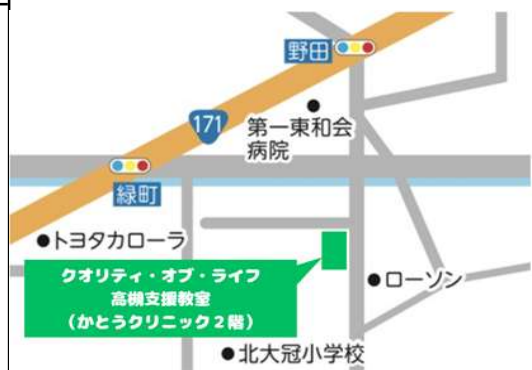 野田
171
第一東和会
病院
緑町
●トヨタカローラ
クオリティ・オブ・ライフ
高槻支援教室
（かとうクリニック２階）
●ローソン
●北大冠小学校